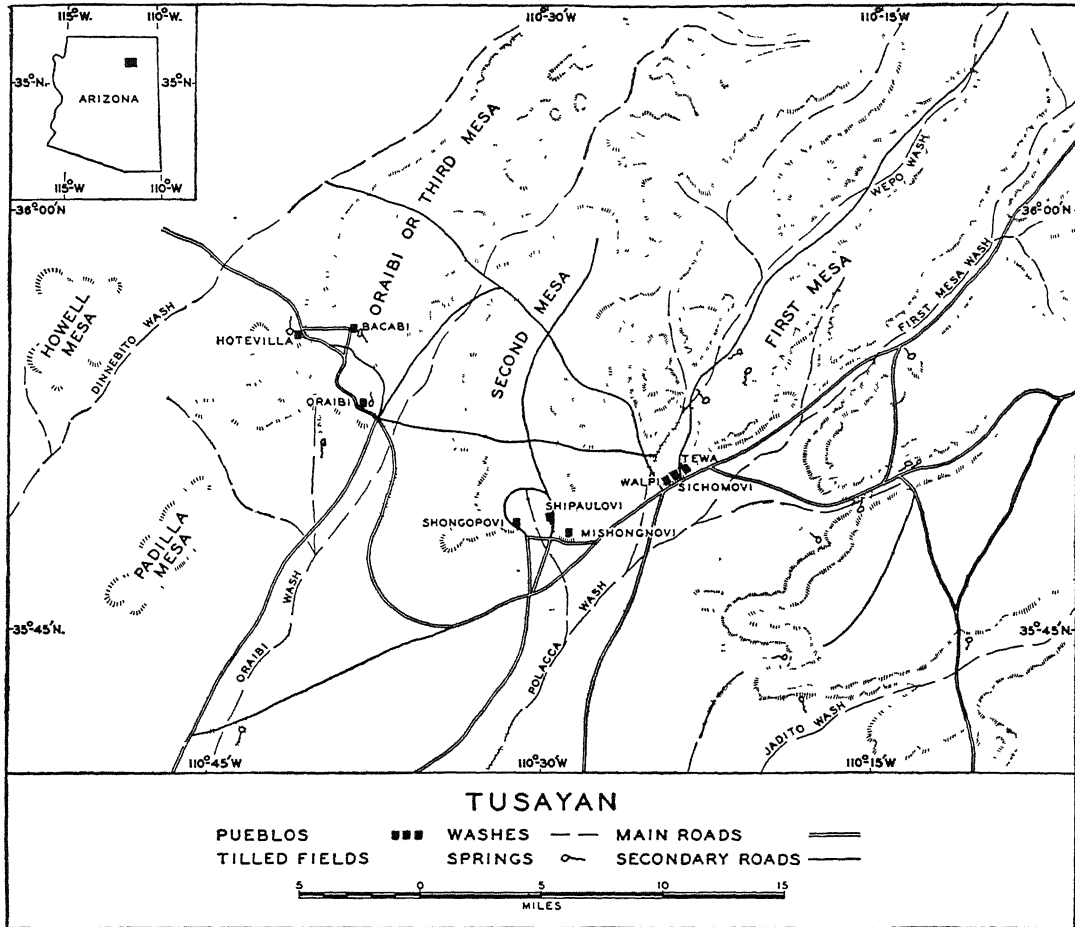 115°W.
110°W.
35°N.
35°N
ARIZONA
115°W
110°W
110°-30'W
110°-15'W
36°-00'N
36°-00'N
ORAIBI OR THIRD MESA
SECOND MESA
FIRST MESA
WEPO WASH
FIRST MESA WASH
HOWELL
MESA
DINNEBITO WASH
BACABI
HOTEVILLA
ORAIBI
TEWA
WALPI
SICHOMOVI
SHIPAULOVI
SHONGOPOVI
MISHONGNOVI
PADILLA
MESA
ORAIBI WASH
POLACCA WASH
JADITO WASH
35°-45'N.
35°-45'N
110°-45'W
110°-30'W
110°-15'W
TUSAYAN
PUEBLOS WASHES MAIN ROADS
TILLED FIELDS SPRINGS SECONDARY ROADS
5 0 5 10 15
MILES